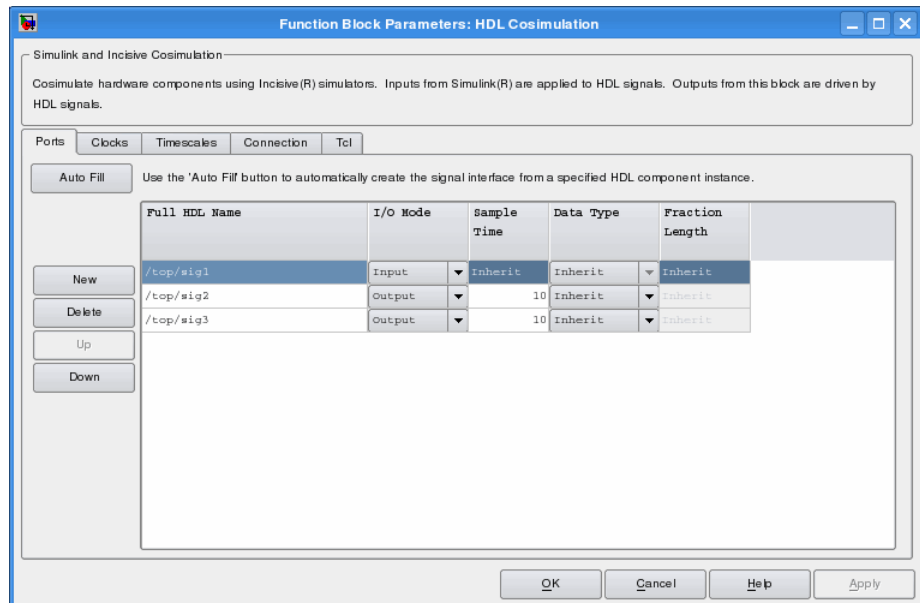 Function Block Parameters: HDL Cosimulation
Simulink and Incisive Cosimulation
Cosimulate hardware components using Incisive(R) simulators. Inputs from Simulink(R) are applied to HDL signals. Outputs from this block are driven by
HDL signals.
Ports Clocks Timescales Connection Tcl
Auto Fill Use the 'Auto Fill' button to automatically create the signal interface from a specified HDL component instance.
Full HDL Name I/O Mode Sample Time Data Type Fraction Length
New
Delete
Up
Down
/top/sig1 Input Inherit Inherit Inherit
/top/sig2 Output 10 Inherit Inherit
/top/sig3 Output 10 Inherit Inherit
OK Cancel Help Apply